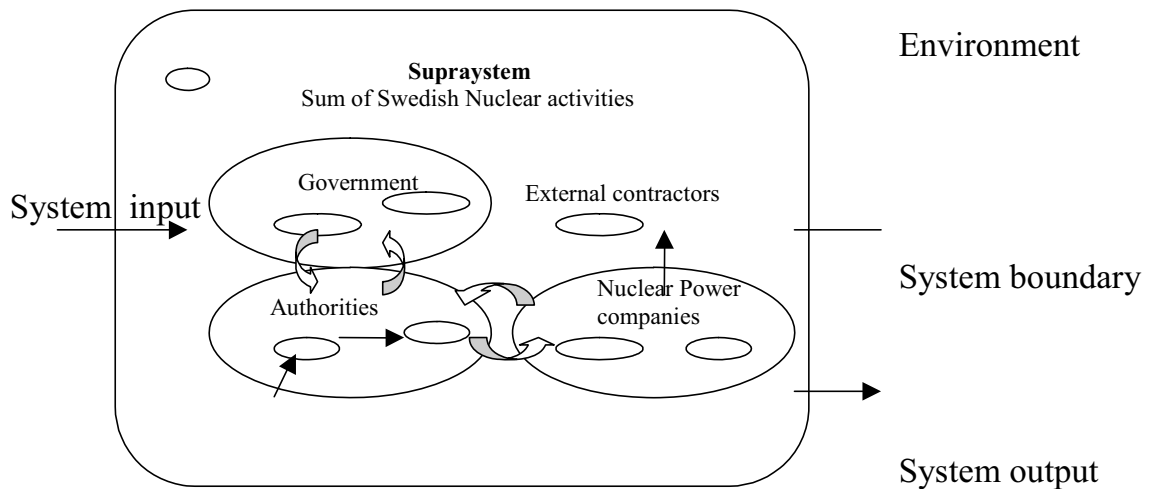 Environment
Supraystem
Sum of Swedish Nuclear activities
Government
External contractors
System input
System boundary
Nuclear Power
companies
Authorities
System output